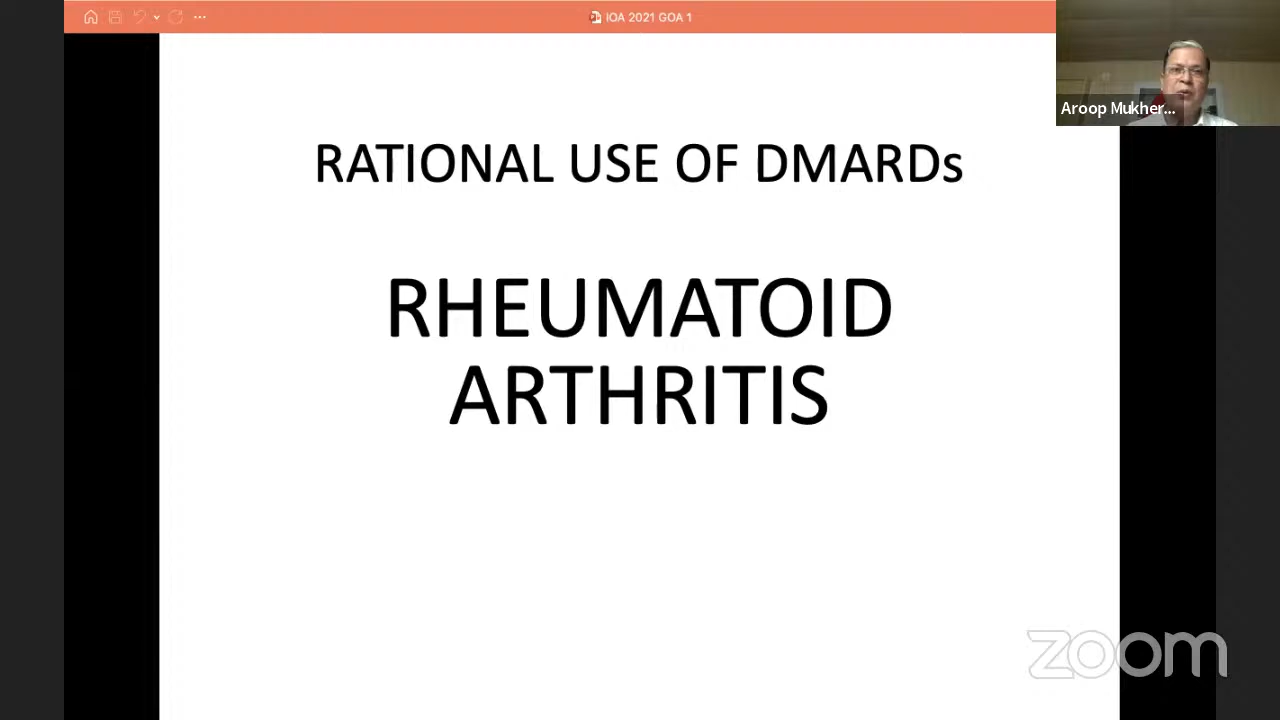 IOA 2021 GOA 1
Aroop Mukher...
RATIONAL USE OF DMARDs
RHEUMATOID
ARTHRITIS
zoom